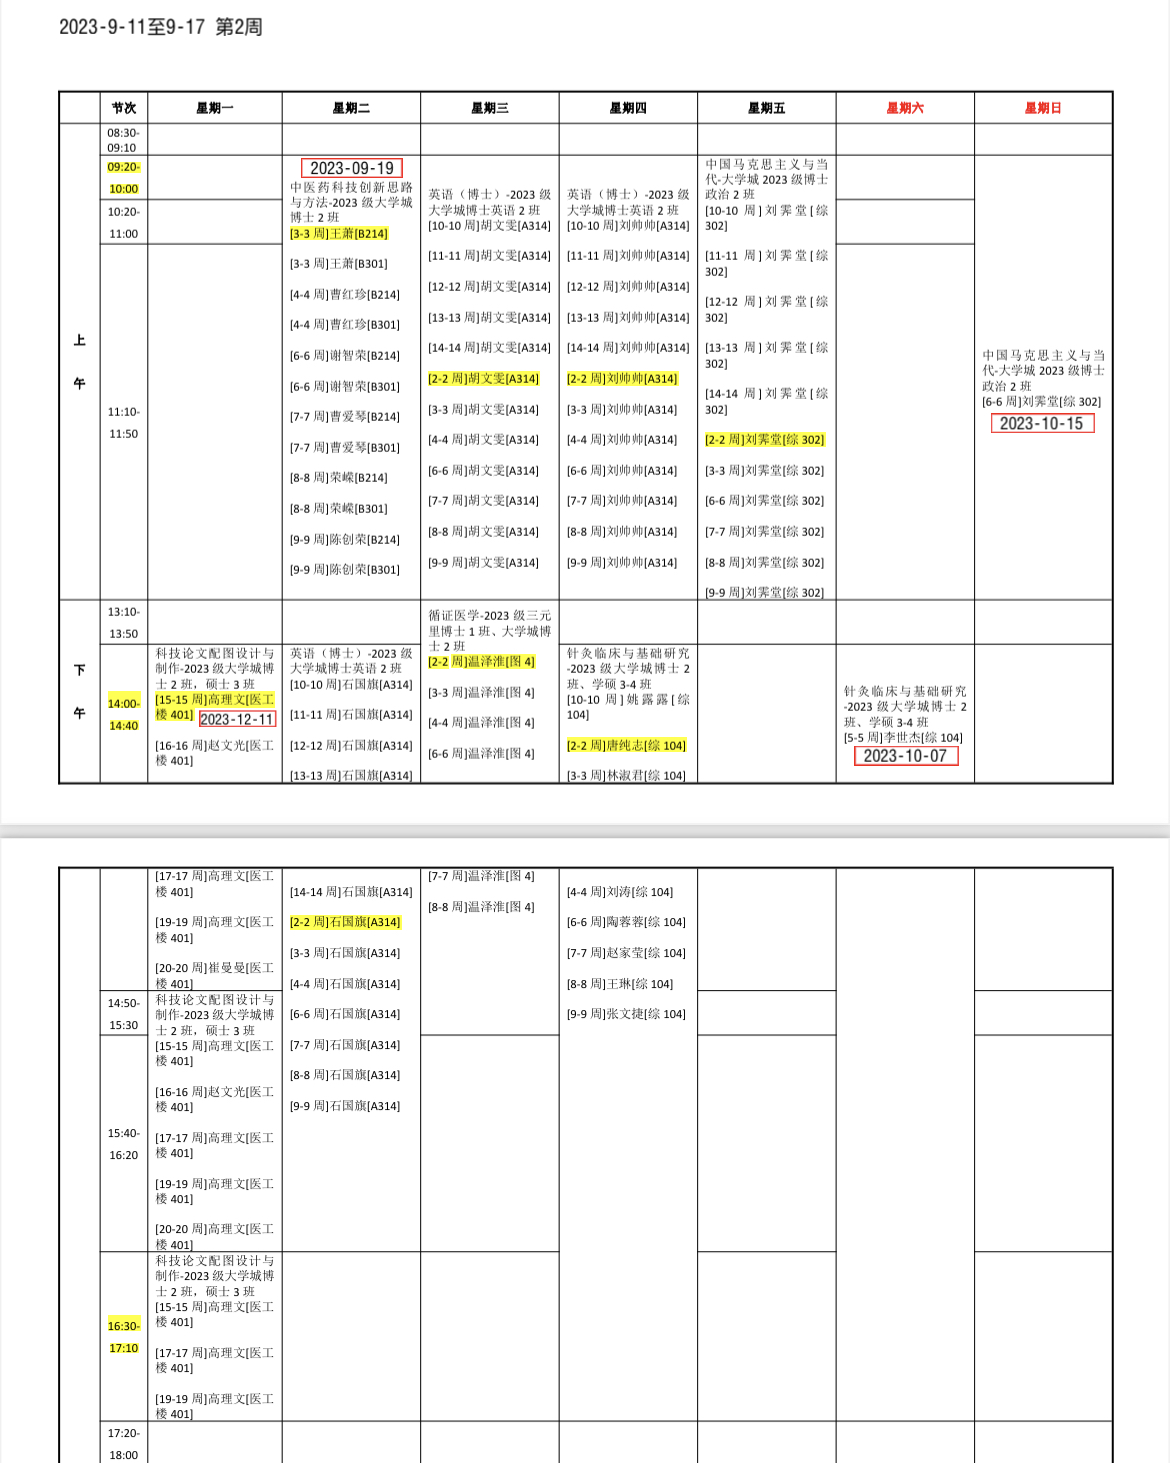 2023-9-11至9-17 第2周
节次
星期一
星期二
星期三
星期四
星期五
星期六
星期日
上
午
08:30-
09:10
09:20-
10:00
10:20-
11:00
11:10-
11:50
2023-09-19
中医药科技创新思路
与方法-2023 级大学城
博士 2 班
[3-3 周]王萧[B214]
[3-3 周]王萧[B301]
[4-4 周]曹红珍[B214]
[4-4 周]曹红珍[B301]
[6-6 周]谢智荣[B214]
[6-6 周]谢智荣[B301]
[7-7 周]曹爱琴[B214]
[7-7 周]曹爱琴[B301]
[8-8 周]荣嵘[B214]
[8-8 周]荣嵘[B301]
[9-9 周]陈创荣[B214]
[9-9 周]陈创荣[B301]
英语（博士）-2023 级
大学城博士英语 2 班
[10-10 周]胡文雯[A314]
[11-11 周]胡文雯[A314]
[12-12 周]胡文雯[A314]
[13-13 周]胡文雯[A314]
[14-14 周]胡文雯[A314]
[2-2 周]胡文雯[A314]
[3-3 周]胡文雯[A314]
[4-4 周]胡文雯[A314]
[6-6 周]胡文雯[A314]
[7-7 周]胡文雯[A314]
[8-8 周]胡文雯[A314]
[9-9 周]胡文雯[A314]
英语（博士）-2023 级
大学城博士英语 2 班
[10-10 周]刘帅帅[A314]
[11-11 周]刘帅帅[A314]
[12-12 周]刘帅帅[A314]
[13-13 周]刘帅帅[A314]
[14-14 周]刘帅帅[A314]
[2-2 周]刘帅帅[A314]
[3-3 周]刘帅帅[A314]
[4-4 周]刘帅帅[A314]
[6-6 周]刘帅帅[A314]
[7-7 周]刘帅帅[A314]
[8-8 周]刘帅帅[A314]
[9-9 周]刘帅帅[A314]
中国马克思主义与当
代-大学城 2023 级博士
政治 2 班
[10-10 周]刘霁堂[综
302]
[11-11 周]刘霁堂[综
302]
[12-12 周]刘霁堂[综
302]
[13-13 周]刘霁堂[综
302]
[14-14 周]刘霁堂[综
302]
[2-2 周]刘霁堂[综 302]
[3-3 周]刘霁堂[综 302]
[6-6 周]刘霁堂[综 302]
[7-7 周]刘霁堂[综 302]
[8-8 周]刘霁堂[综 302]
[9-9 周]刘霁堂[综 302]
中国马克思主义与当
代-大学城 2023 级博士
政治 2 班
[6-6 周]刘霁堂[综 302]
2023-10-15
下
午
13:10-
13:50
14:00-
14:40
科技论文配图设计与
制作-2023 级大学城博
士 2 班，硕士 3 班
[15-15 周]高理文[医工
楼 401] 2023-12-11
[16-16 周]赵文光[医工
楼 401]
英语（博士）-2023 级
大学城博士英语 2 班
[10-10 周]石国旗[A314]
[11-11 周]石国旗[A314]
[12-12 周]石国旗[A314]
[13-13 周]石国旗[A314]
循证医学-2023 级三元
里博士 1 班、大学城博
士 2 班
[2-2 周]温泽淮[图 4]
[3-3 周]温泽淮[图 4]
[4-4 周]温泽淮[图 4]
[6-6 周]温泽淮[图 4]
针灸临床与基础研究
-2023 级大学城博士 2
班、学硕 3-4 班
[10-10 周]姚露露[综
104]
[2-2 周]唐纯志[综 104]
[3-3 周]林淑君[综 104]
针灸临床与基础研究
-2023 级大学城博士 2
班、学硕 3-4 班
[5-5 周]李世杰[综 104]
2023-10-07
[17-17 周]高理文[医工
楼 401]
[19-19 周]高理文[医工
楼 401]
[20-20 周]崔曼曼[医工
楼 401]
[14-14 周]石国旗[A314]
[2-2 周]石国旗[A314]
[3-3 周]石国旗[A314]
[4-4 周]石国旗[A314]
[6-6 周]石国旗[A314]
[7-7 周]石国旗[A314]
[8-8 周]石国旗[A314]
[9-9 周]石国旗[A314]
[7-7 周]温泽淮[图 4]
[8-8 周]温泽淮[图 4]
[4-4 周]刘涛[综 104]
[6-6 周]陶蓉蓉[综 104]
[7-7 周]赵家莹[综 104]
[8-8 周]王琳[综 104]
[9-9 周]张文捷[综 104]
14:50-
15:30
15:40-
16:20
科技论文配图设计与
制作-2023 级大学城博
士 2 班，硕士 3 班
[15-15 周]高理文[医工
楼 401]
[16-16 周]赵文光[医工
楼 401]
[17-17 周]高理文[医工
楼 401]
[19-19 周]高理文[医工
楼 401]
[20-20 周]高理文[医工
楼 401]
16:30-
17:10
科技论文配图设计与
制作-2023 级大学城博
士 2 班，硕士 3 班
[15-15 周]高理文[医工
楼 401]
[17-17 周]高理文[医工
楼 401]
[19-19 周]高理文[医工
楼 401]
17:20-
18:00